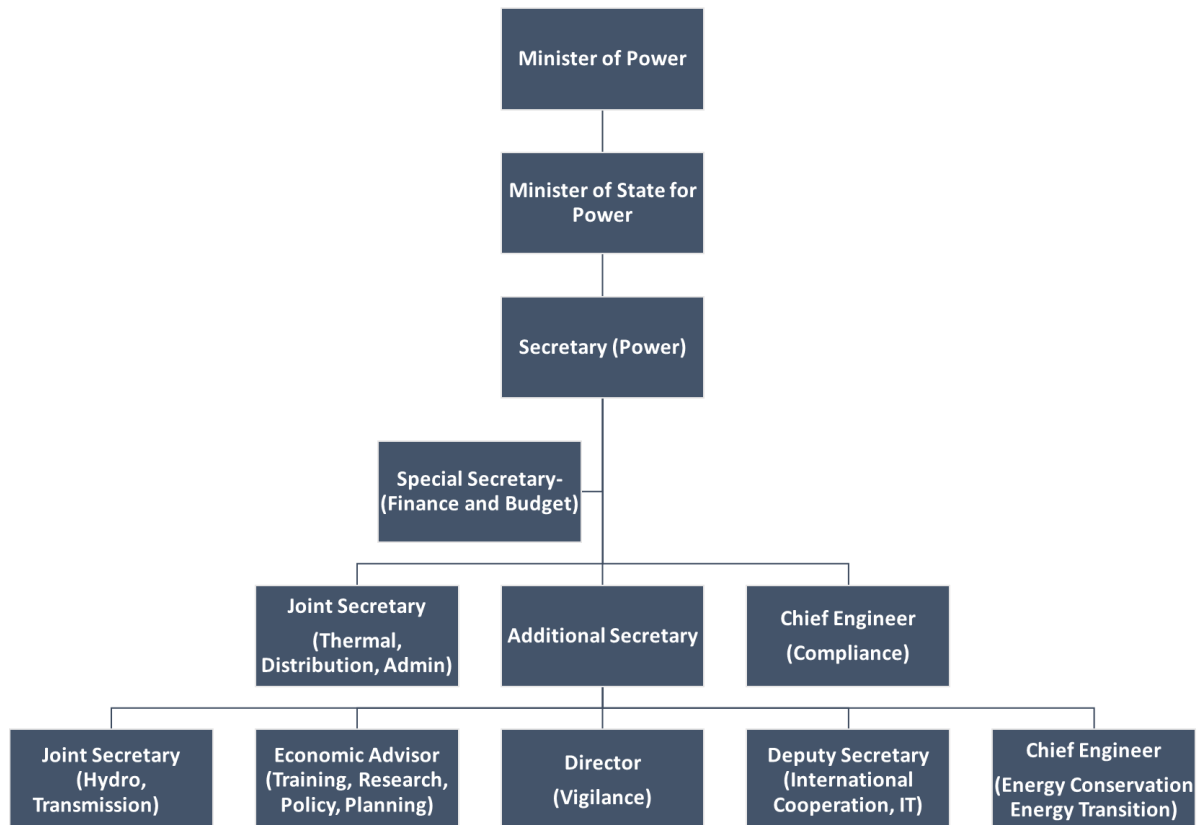 Minister of Power
Minister of State for
Power
Secretary (Power)
Special Secretary-
(Finance and Budget)
Joint Secretary
(Thermal,
Distribution, Admin)
Additional Secretary
Chief Engineer
(Compliance)
Joint Secretary
(Hydro,
Transmission)
Economic Advisor
(Training, Research,
Policy, Planning)
Director
(Vigilance)
Deputy Secretary
(International
Cooperation, IT)
Chief Engineer
(Energy Conservation
Energy Transition)